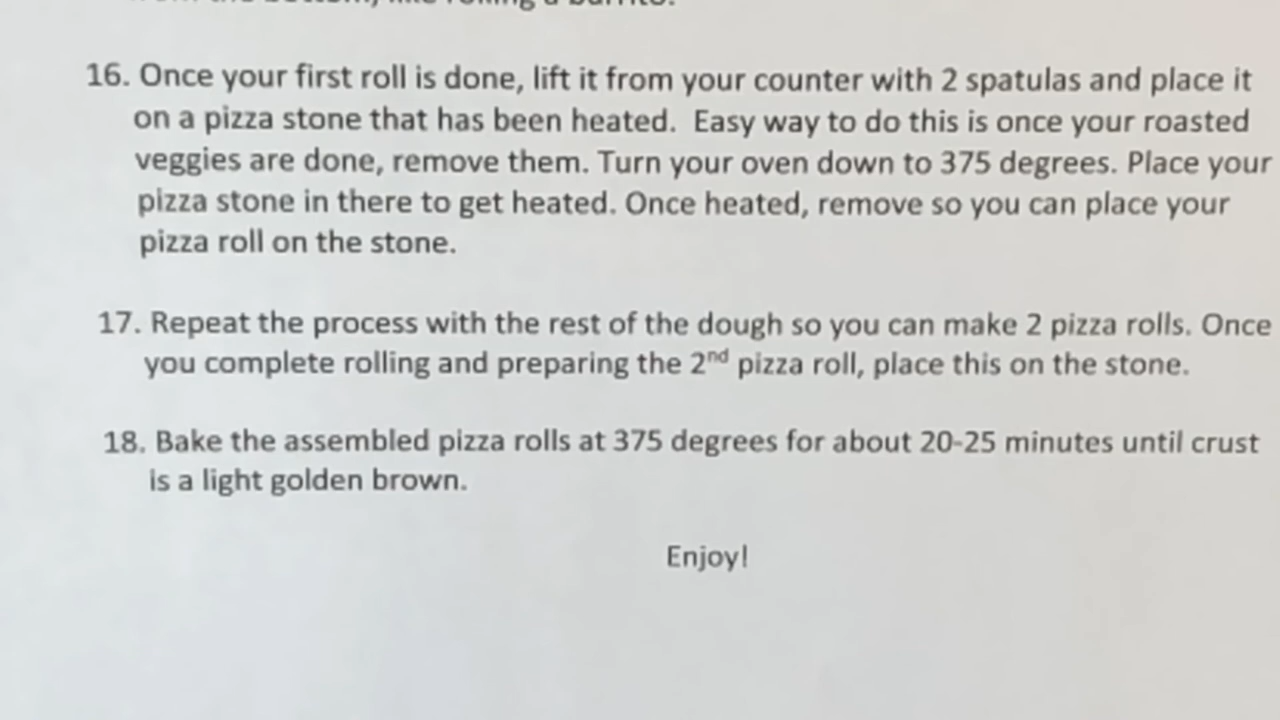 like rolling a burrito.
16. Once your first roll is done, lift it from your counter with 2 spatulas and place it
on a pizza stone that has been heated.  Easy way to do this is once your roasted
veggies are done, remove them. Turn your oven down to 375 degrees. Place your
pizza stone in there to get heated. Once heated, remove so you can place your
pizza roll on the stone.
17. Repeat the process with the rest of the dough so you can make 2 pizza rolls. Once
you complete rolling and preparing the 2nd pizza roll, place this on the stone.
18. Bake the assembled pizza rolls at 375 degrees for about 20-25 minutes until crust
is a light golden brown.
Enjoy!